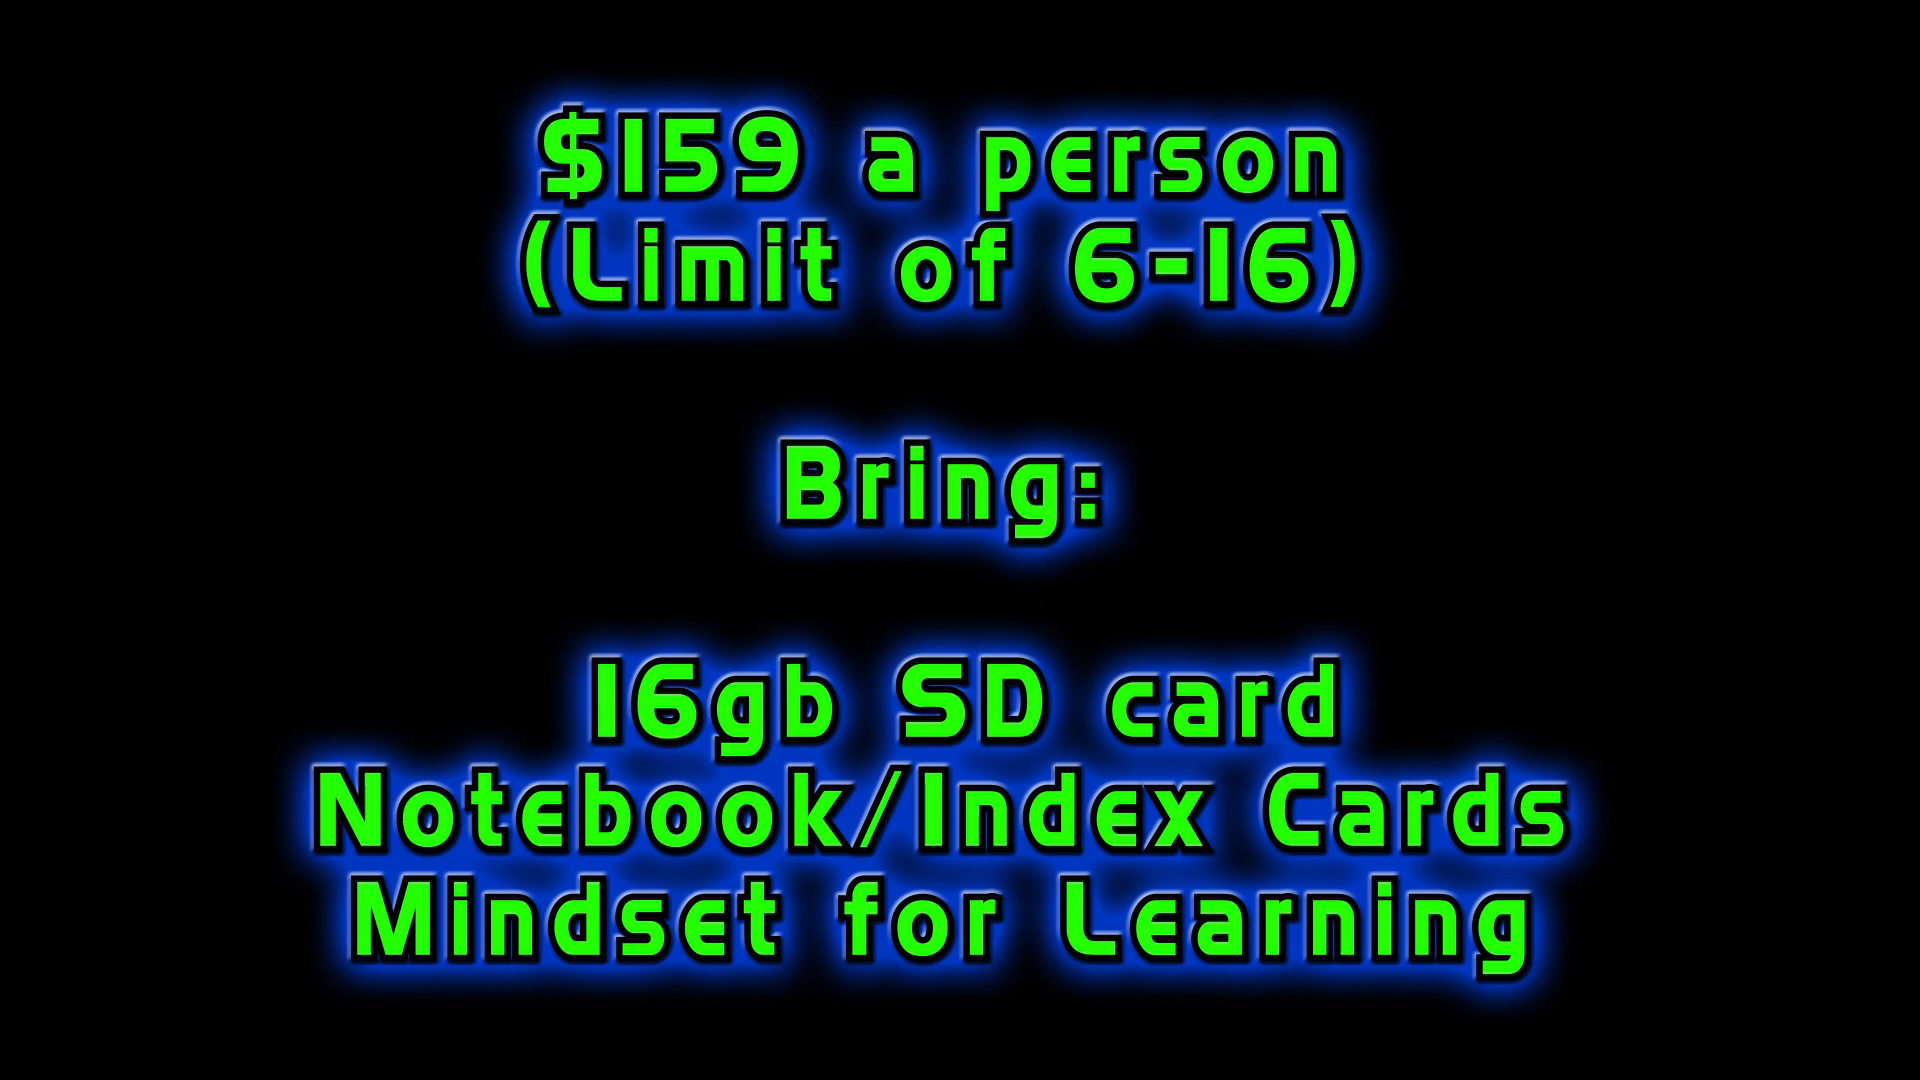 $159 a person
(Limit of 6-16)
Bring:
16gb SD card
Notebook/Index Cards
Mindset for Learning